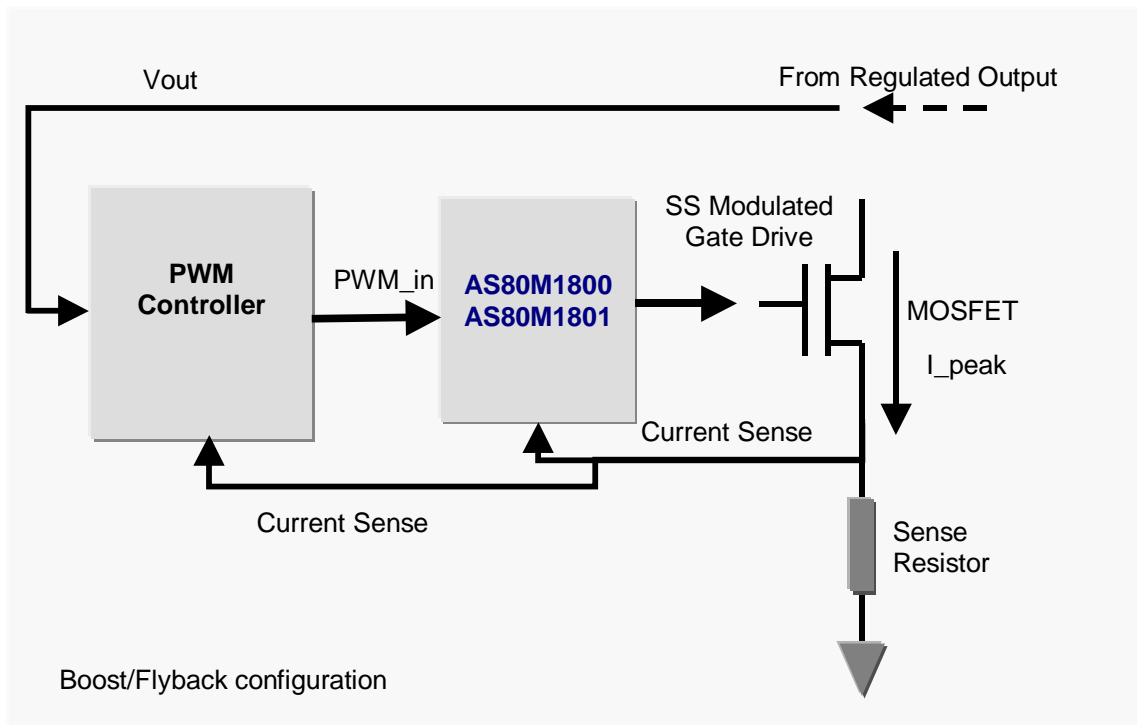 Vout
From Regulated Output
SS Modulated
Gate Drive
PWM
Controller
PWM_in
AS80M1800
AS80M1801
MOSFET
I_peak
Current Sense
Current Sense
Sense
Resistor
Boost/Flyback configuration